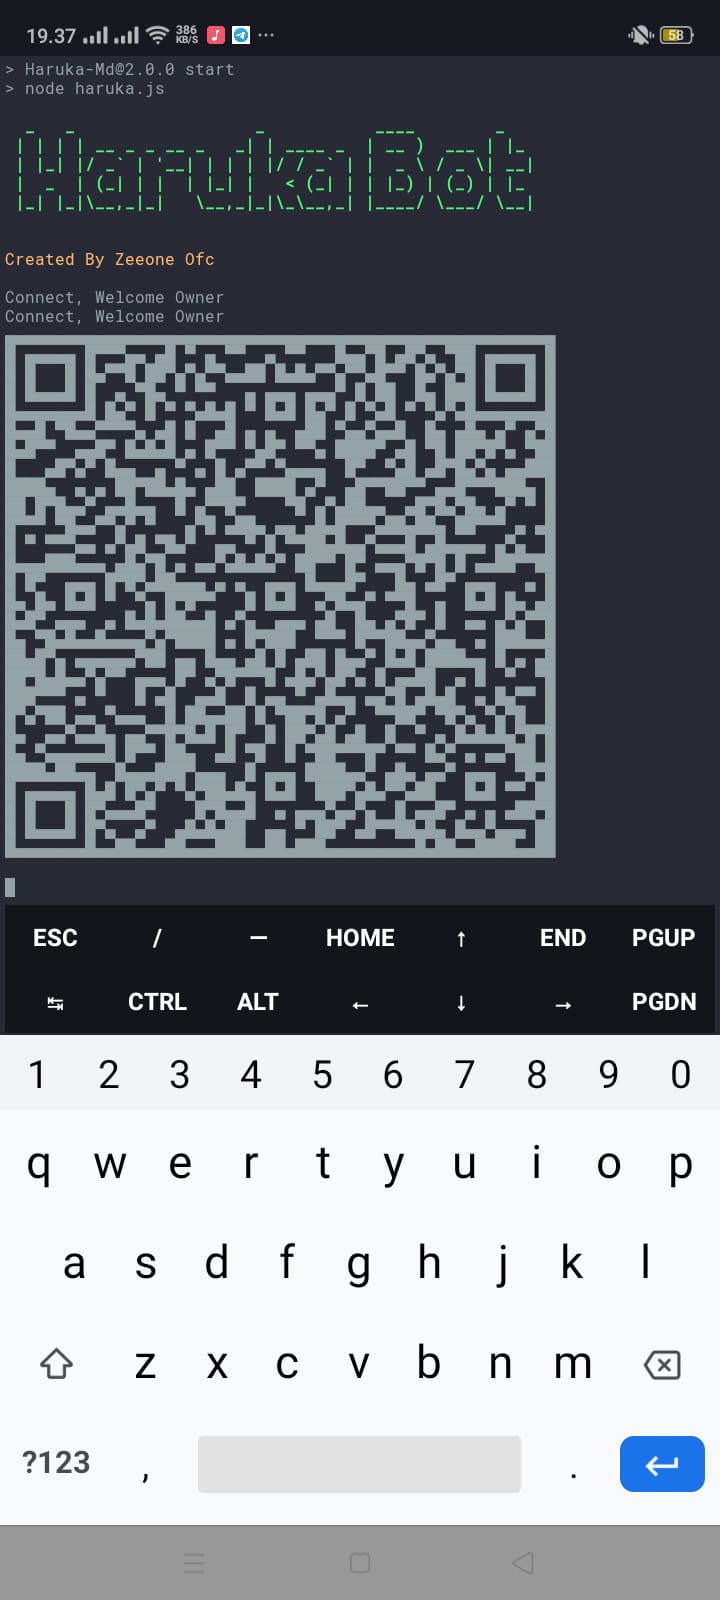 19.37 386 KB/S 58
> Haruka-Md@2.0.0 start
> node haruka.js
Haruka Bot
Created By Zeeone Ofc
Connect, Welcome Owner
Connect, Welcome Owner
ESC / — HOME ↑ END PGUP
↹ CTRL ALT ← ↓ → PGDN
1 2 3 4 5 6 7 8 9 0
q w e r t y u i o p
a s d f g h j k l
z x c v b n m
?123 , .